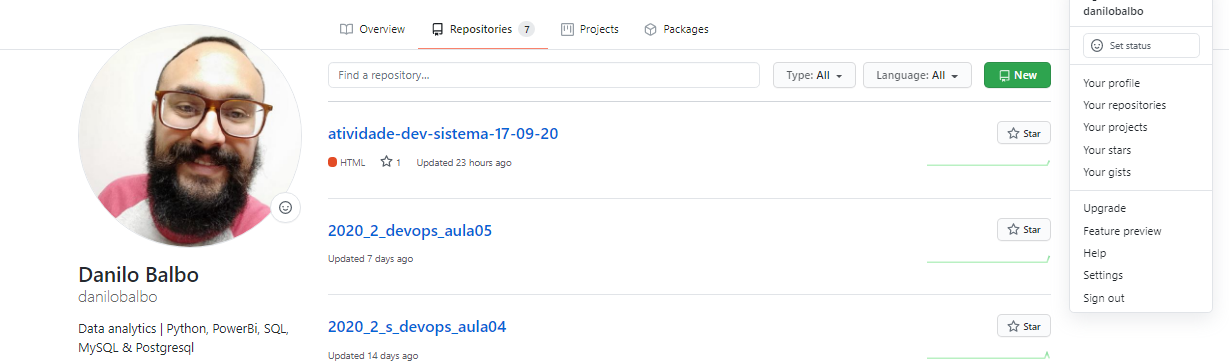 danilobalbo
Overview
Repositories 7
Projects
Packages
Set status
Find a repository...
Type: All
Language: All
New
Your profile
Your repositories
Your projects
Your stars
Your gists
atividade-dev-sistema-17-09-20
Star
HTML 1 Updated 23 hours ago
Upgrade
Feature preview
Help
Settings
Sign out
2020_2_devops_aula05
Star
Updated 7 days ago
Danilo Balbo
danilobalbo
Data analytics | Python, PowerBi, SQL,
MySQL & Postgresql
2020_2_s_devops_aula04
Star
Updated 14 days ago